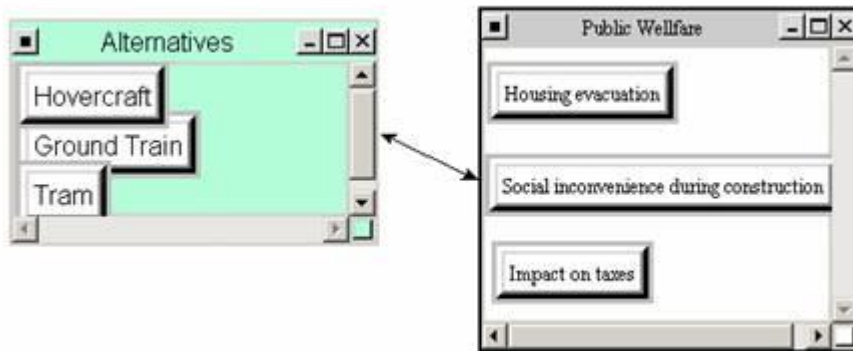 Alternatives
Hovercraft
Ground Train
Tram
Public Wellfare
Housing evacuation
Social inconvenience during construction
Impact on taxes